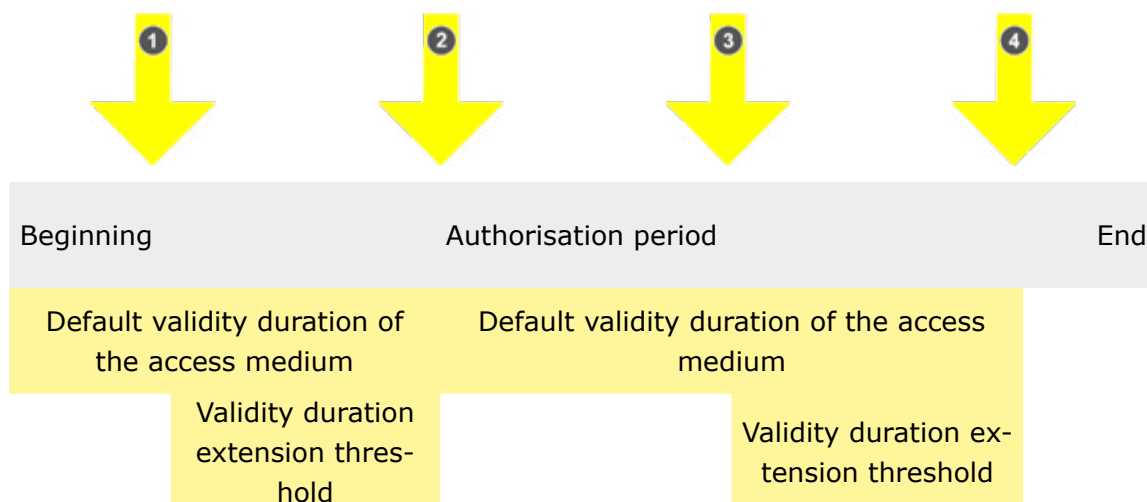 1 2 3 4
Beginning Authorisation period End
Default validity duration of
the access medium
Default validity duration of the access
medium
Validity duration
extension thres-
hold
Validity duration ex-
tension threshold